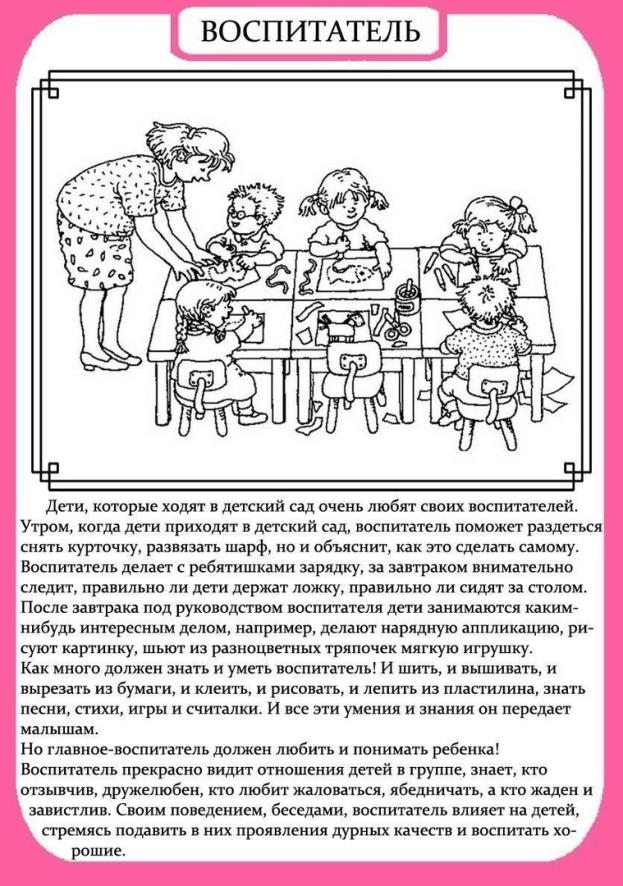 ВОСПИТАТЕЛЬ
Дети, которые ходят в детский сад очень любят своих воспитателей.
Утром, когда дети приходят в детский сад, воспитатель поможет раздеться
снять курточку, развязать шарф, но и объяснит, как это сделать самому.
Воспитатель делает с ребятишками зарядку, за завтраком внимательно
следит, правильно ли дети держат ложку, правильно ли сидят за столом.
После завтрака под руководством воспитателя дети занимаются каким-
нибудь интересным делом, например, делают нарядную аппликацию, ри-
суют картинку, шьют из разноцветных тряпочек мягкую игрушку.
Как много должен знать и уметь воспитатель! И шить, и вышивать, и
вырезать из бумаги, и клеить, и рисовать, и лепить из пластилина, знать
песни, стихи, игры и считалки. И все эти умения и знания он передает
малышам.
Но главное-воспитатель должен любить и понимать ребенка!
Воспитатель прекрасно видит отношения детей в группе, знает, кто
отзывчив, дружелюбен, кто любит жаловаться, ябедничать, а кто жаден и
завистлив. Своим поведением, беседами, воспитатель влияет на детей,
стремясь подавить в них проявления дурных качеств и воспитать хо-
рошие.